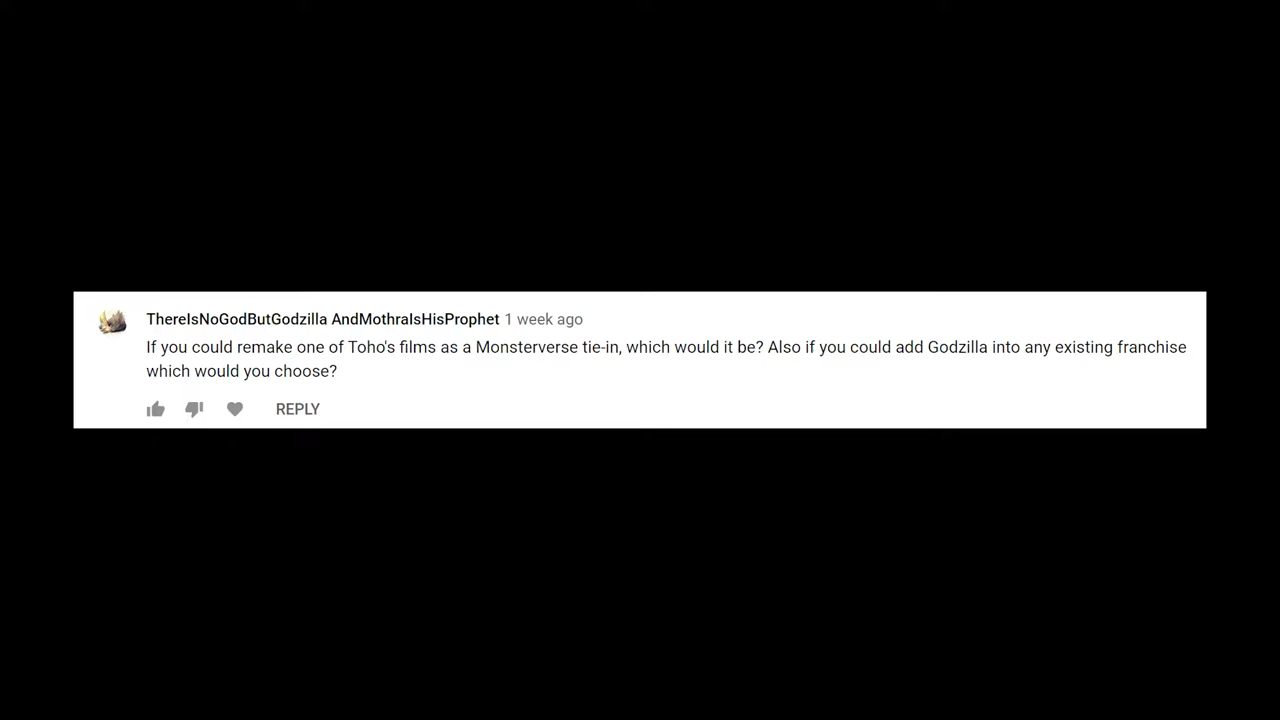 ThereIsNoGodButGodzilla AndMothraIsHisProphet 1 week ago
If you could remake one of Toho's films as a Monsterverse tie-in, which would it be? Also if you could add Godzilla into any existing franchise
which would you choose?
REPLY